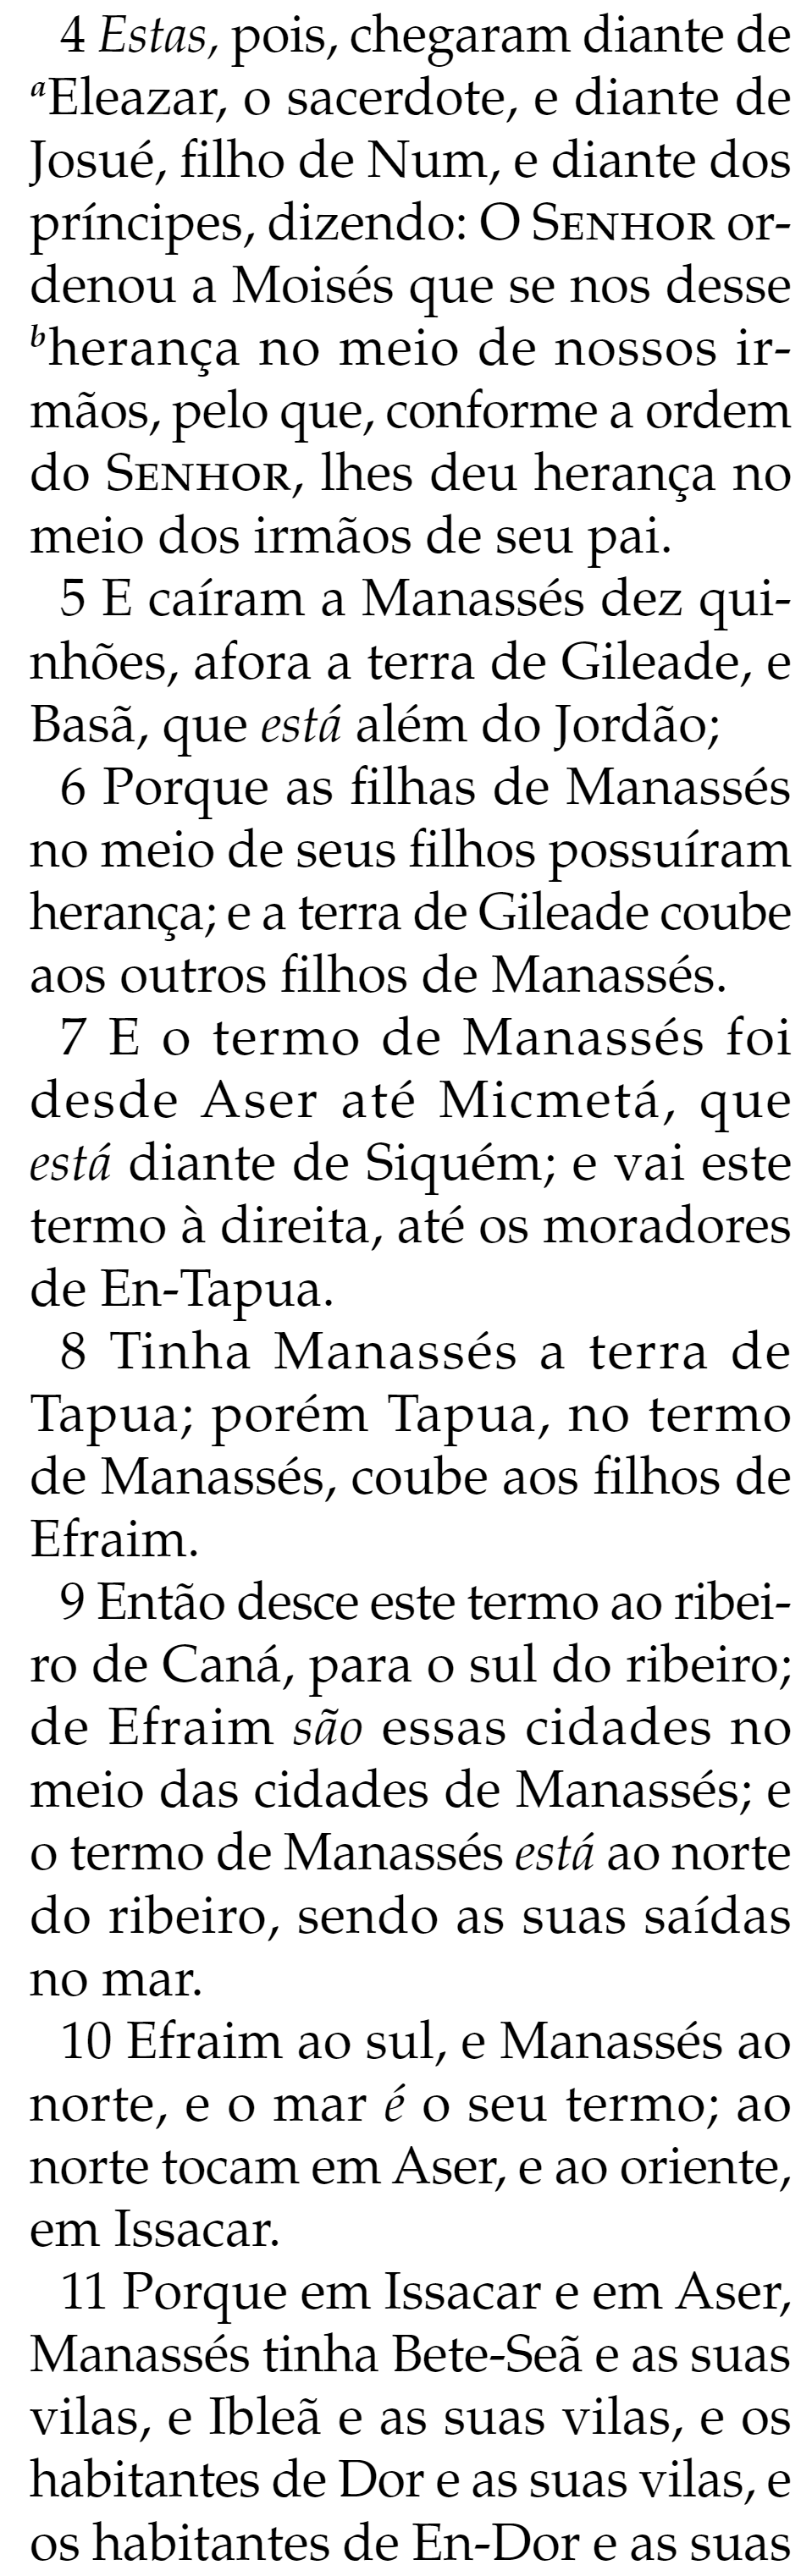 4 Estas, pois, chegaram diante de
aEleazar, o sacerdote, e diante de
Josué, filho de Num, e diante dos
príncipes, dizendo: O SENHOR or-
denou a Moisés que se nos desse
bherança no meio de nossos ir-
mãos, pelo que, conforme a ordem
do SENHOR, lhes deu herança no
meio dos irmãos de seu pai.
5 E caíram a Manassés dez qui-
nhões, afora a terra de Gileade, e
Basã, que está além do Jordão;
6 Porque as filhas de Manassés
no meio de seus filhos possuíram
herança; e a terra de Gileade coube
aos outros filhos de Manassés.
7 E o termo de Manassés foi
desde Aser até Micmetá, que
está diante de Siquém; e vai este
termo à direita, até os moradores
de En-Tapua.
8 Tinha Manassés a terra de
Tapua; porém Tapua, no termo
de Manassés, coube aos filhos de
Efraim.
9 Então desce este termo ao ribei-
ro de Caná, para o sul do ribeiro;
de Efraim são essas cidades no
meio das cidades de Manassés; e
o termo de Manassés está ao norte
do ribeiro, sendo as suas saídas
no mar.
10 Efraim ao sul, e Manassés ao
norte, e o mar é o seu termo; ao
norte tocam em Aser, e ao oriente,
em Issacar.
11 Porque em Issacar e em Aser,
Manassés tinha Bete-Seã e as suas
vilas, e Ibleã e as suas vilas, e os
habitantes de Dor e as suas vilas, e
os habitantes de En-Dor e as suas